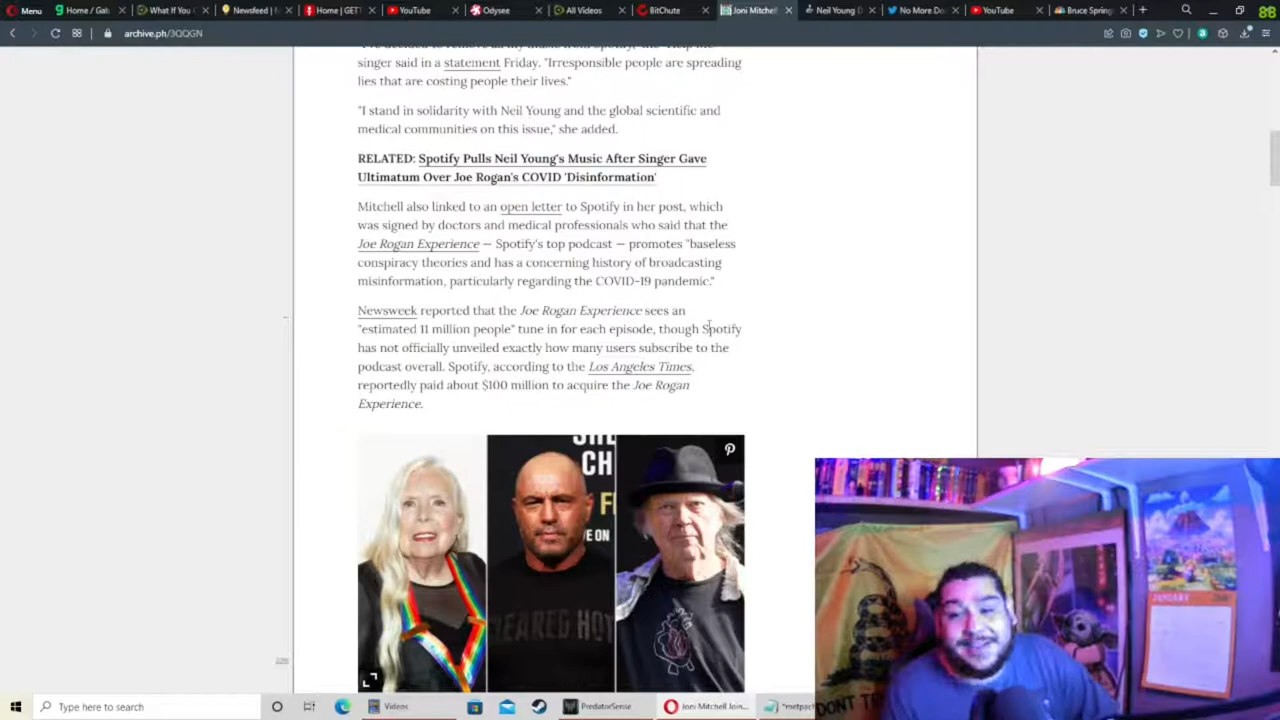 Menu
Home / Gab
What If You
Newsfeed
Home | GET
YouTube
Odysee
All Videos
BitChute
Joni Mitchell
Neil Young D
No More Do
YouTube
Bruce Spring
archive.ph/3QQGN
singer said in a statement Friday. "Irresponsible people are spreading
lies that are costing people their lives."
"I stand in solidarity with Neil Young and the global scientific and
medical communities on this issue," she added.
RELATED: Spotify Pulls Neil Young's Music After Singer Gave
Ultimatum Over Joe Rogan's COVID 'Disinformation'
Mitchell also linked to an open letter to Spotify in her post, which
was signed by doctors and medical professionals who said that the
Joe Rogan Experience — Spotify's top podcast — promotes "baseless
conspiracy theories and has a concerning history of broadcasting
misinformation, particularly regarding the COVID-19 pandemic."
Newsweek reported that the Joe Rogan Experience sees an
"estimated 11 million people" tune in for each episode, though Spotify
has not officially unveiled exactly how many users subscribe to the
podcast overall. Spotify, according to the Los Angeles Times,
reportedly paid about $100 million to acquire the Joe Rogan
Experience.
CH
E ON
CLEARED HOT
JANUARY
DON'T TR
Type here to search
Videos
PredatorSense
Joni Mitchell Join...